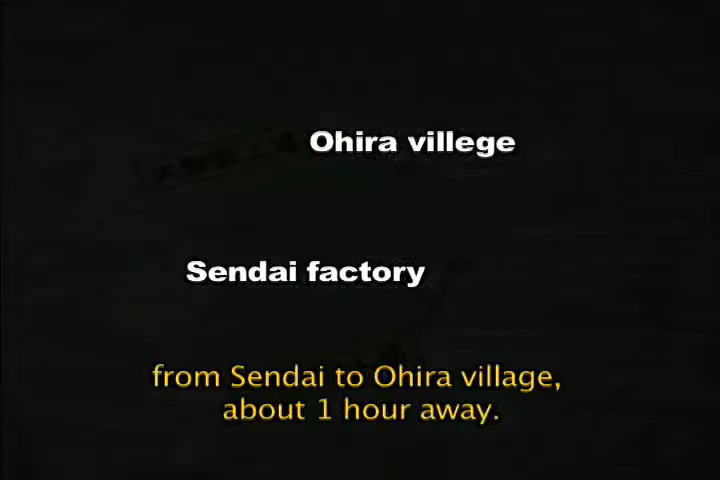 Ohira villege
Sendai factory
from Sendai to Ohira village,
about 1 hour away.